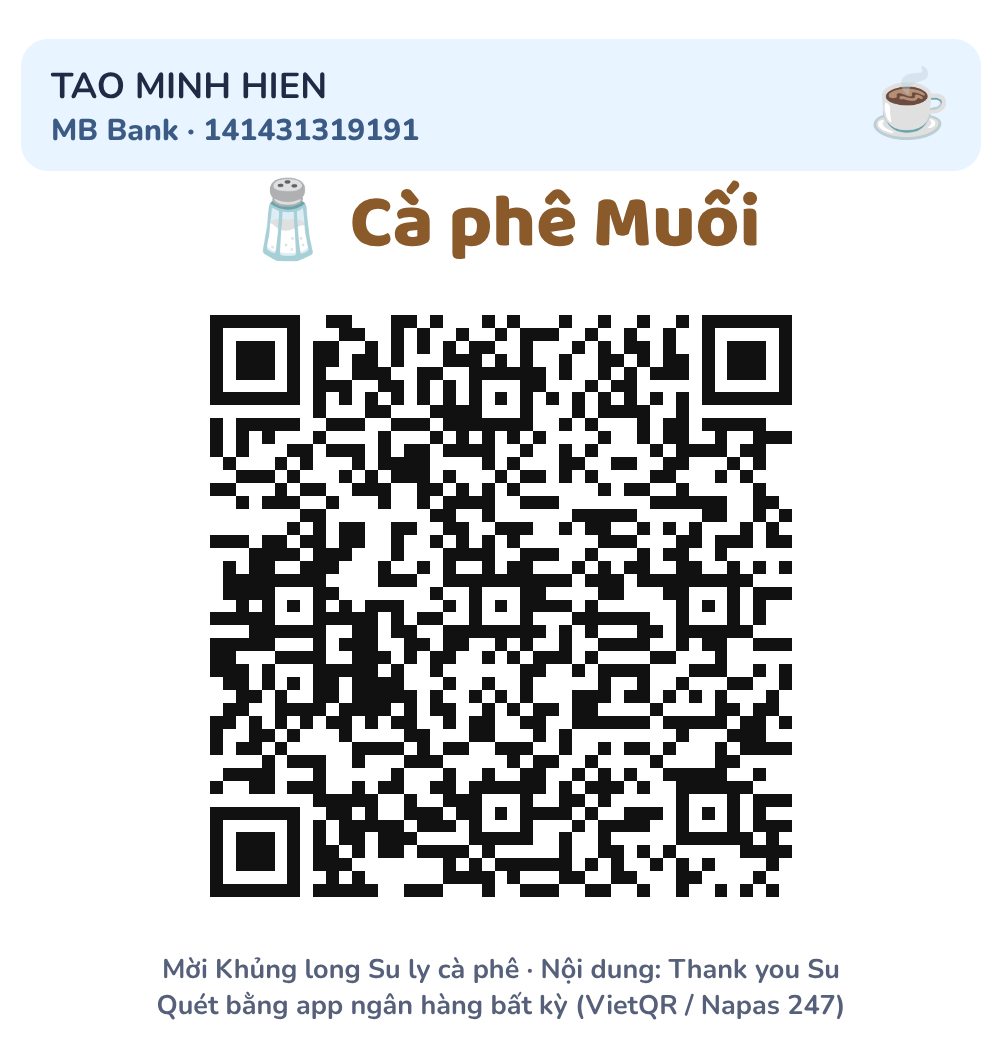 TAO MINH HIEN
MB Bank · 141431319191
Cà phê Muối
Mời Khủng long Su ly cà phê · Nội dung: Thank you Su
Quét bằng app ngân hàng bất kỳ (VietQR / Napas 247)